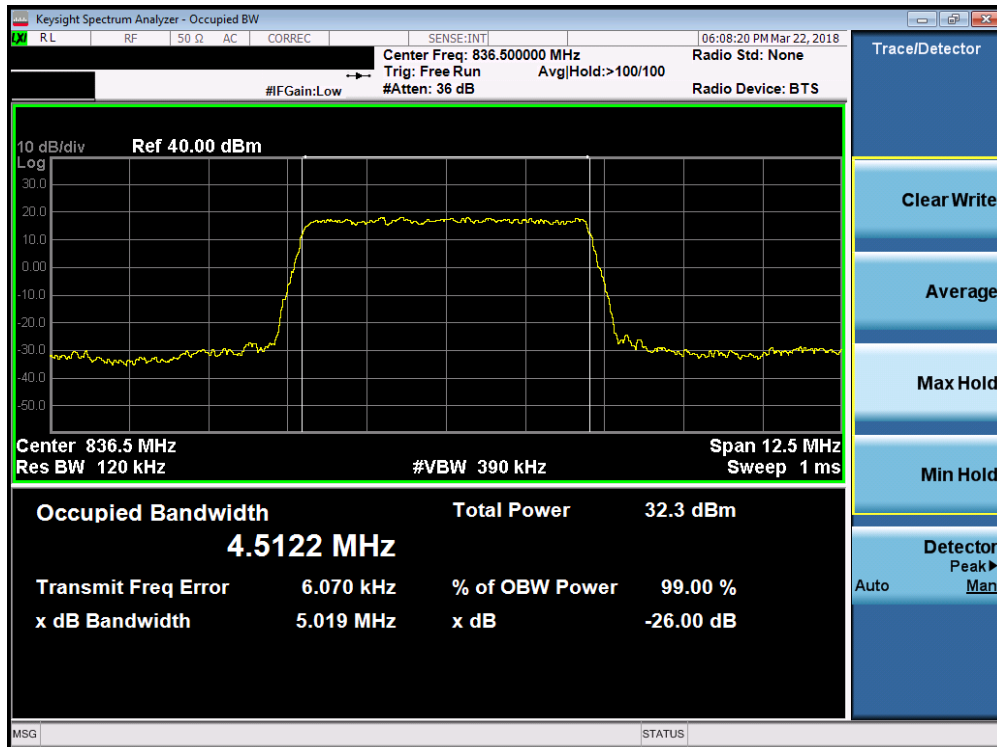 Keysight Spectrum Analyzer - Occupied BW
LXI RL RF 50 Ω AC CORREC SENSE:INT 06:08:20 PM Mar 22, 2018
Center Freq: 836.500000 MHz Radio Std: None
Trig: Free Run Avg|Hold:>100/100
#IFGain:Low #Atten: 36 dB Radio Device: BTS
Trace/Detector
10 dB/div Ref 40.00 dBm
Log
30.0
20.0
10.0
0.00
-10.0
-20.0
-30.0
-40.0
-50.0
Center 836.5 MHz Span 12.5 MHz
Res BW 120 kHz #VBW 390 kHz Sweep 1 ms
Occupied Bandwidth Total Power 32.3 dBm
4.5122 MHz
Transmit Freq Error 6.070 kHz % of OBW Power 99.00 %
x dB Bandwidth 5.019 MHz x dB -26.00 dB
Clear Write
Average
Max Hold
Min Hold
Detector
Peak▶
Auto Man
MSG STATUS